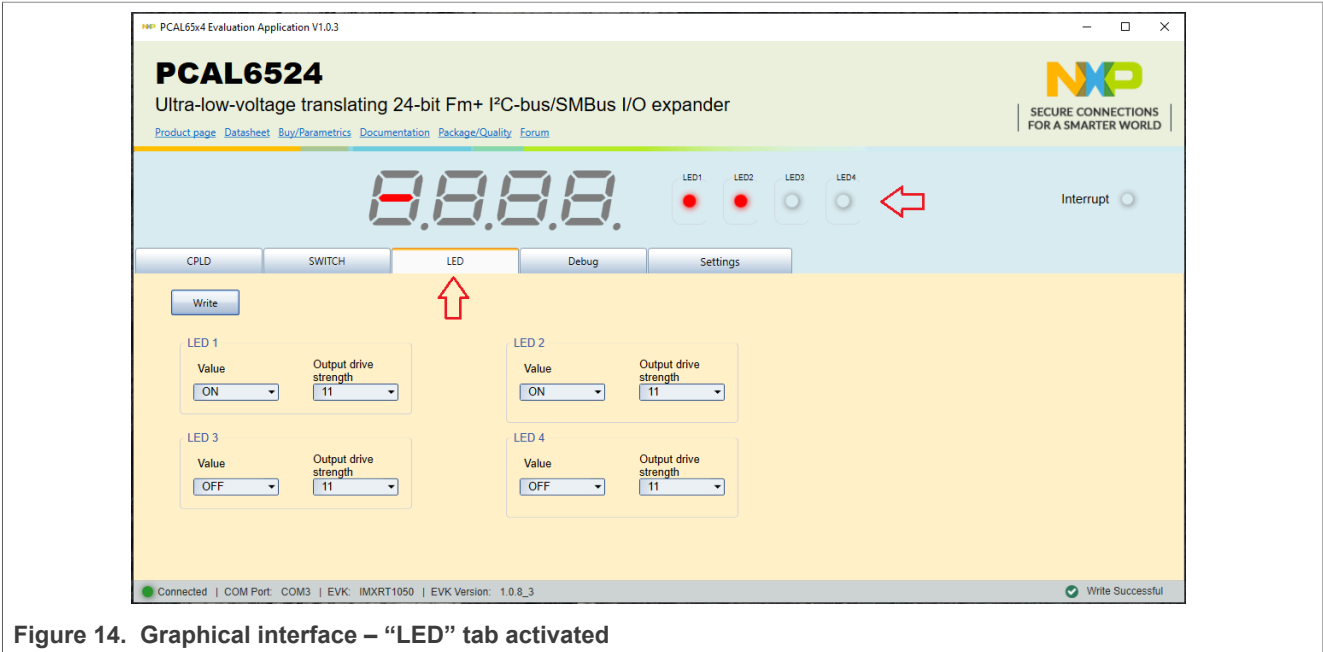 NXP PCAL65x4 Evaluation Application V1.0.3
PCAL6524
Ultra-low-voltage translating 24-bit Fm+ I²C-bus/SMBus I/O expander
Product page Datasheet Buy/Parametrics Documentation Package/Quality Forum
NXP
SECURE CONNECTIONS
FOR A SMARTER WORLD
LED1 LED2 LED3 LED4
Interrupt
CPLD SWITCH LED Debug Settings
Write
LED 1
Value Output drive
strength
ON 11
LED 2
Value Output drive
strength
ON 11
LED 3
Value Output drive
strength
OFF 11
LED 4
Value Output drive
strength
OFF 11
Connected | COM Port: COM3 | EVK: IMXRT1050 | EVK Version: 1.0.8_3 Write Successful
Figure 14. Graphical interface – “LED” tab activated